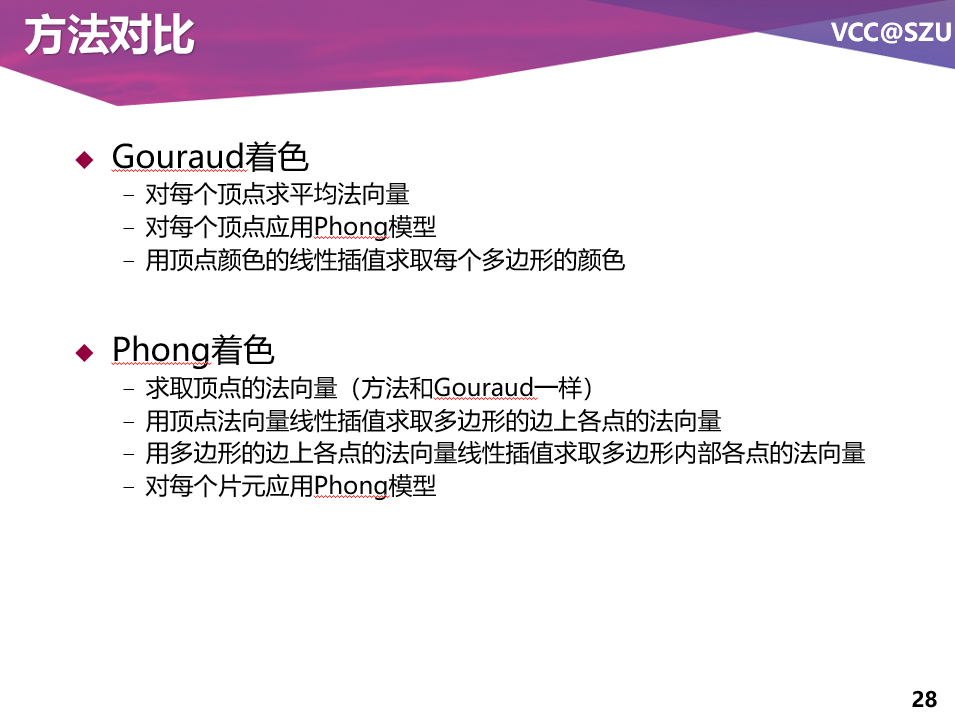 方法对比
VCC@SZU
◆ Gouraud着色
– 对每个顶点求平均法向量
– 对每个顶点应用Phong模型
– 用顶点颜色的线性插值求取每个多边形的颜色
◆ Phong着色
– 求取顶点的法向量（方法和Gouraud一样）
– 用顶点法向量线性插值求取多边形的边上各点的法向量
– 用多边形的边上各点的法向量线性插值求取多边形内部各点的法向量
– 对每个片元应用Phong模型
28